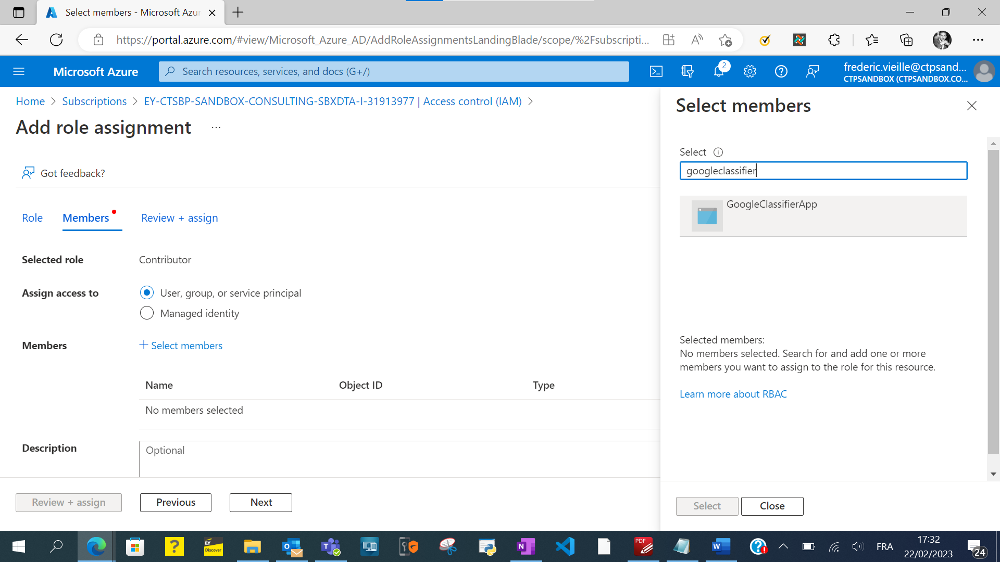 Select members - Microsoft Azur
https://portal.azure.com/#view/Microsoft_Azure_AD/AddRoleAssignmentsLandingBlade/scope/%2Fsubscripti...
Microsoft Azure
Search resources, services, and docs (G+/)
2
frederic.vieille@ctpsand...
CTPSANDBOX (CTPSANDBOX.CO...
Home
Subscriptions
EY-CTSBP-SANDBOX-CONSULTING-SBXDTA-I-31913977 | Access control (IAM)
Add role assignment
...
Got feedback?
Role
Members
Review + assign
Selected role
Contributor
Assign access to
User, group, or service principal
Managed identity
Members
+ Select members
Name
Object ID
Type
No members selected
Description
Optional
Review + assign
Previous
Next
Select members
Select
googleclassifier
GoogleClassifierApp
Selected members:
No members selected. Search for and add one or more
members you want to assign to the role for this resource.
Learn more about RBAC
Select
Close
EY
Discover
PDF
FRA
17:32
22/02/2023
24